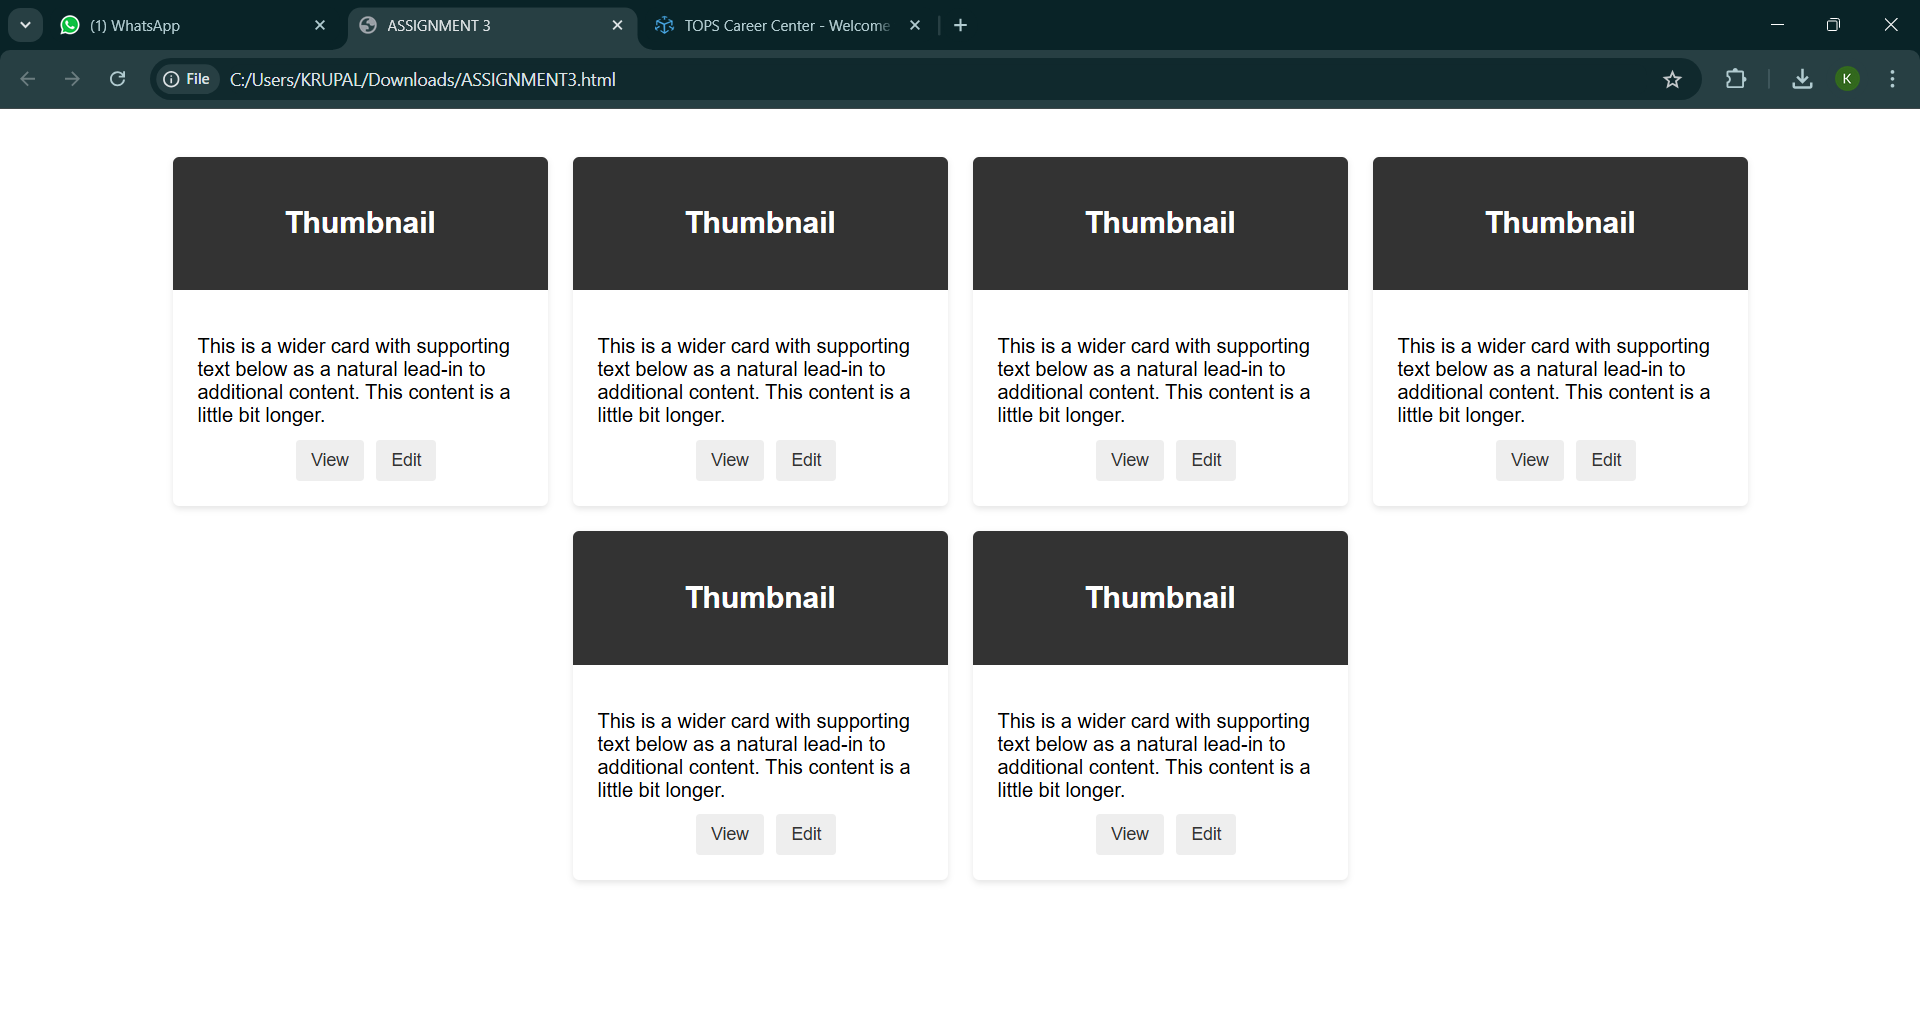 (1) WhatsApp
ASSIGNMENT 3
TOPS Career Center - Welcome
File
C:/Users/KRUPAL/Downloads/ASSIGNMENT3.html
K
Thumbnail
This is a wider card with supporting
text below as a natural lead-in to
additional content. This content is a
little bit longer.
View Edit
Thumbnail
This is a wider card with supporting
text below as a natural lead-in to
additional content. This content is a
little bit longer.
View Edit
Thumbnail
This is a wider card with supporting
text below as a natural lead-in to
additional content. This content is a
little bit longer.
View Edit
Thumbnail
This is a wider card with supporting
text below as a natural lead-in to
additional content. This content is a
little bit longer.
View Edit
Thumbnail
This is a wider card with supporting
text below as a natural lead-in to
additional content. This content is a
little bit longer.
View Edit
Thumbnail
This is a wider card with supporting
text below as a natural lead-in to
additional content. This content is a
little bit longer.
View Edit